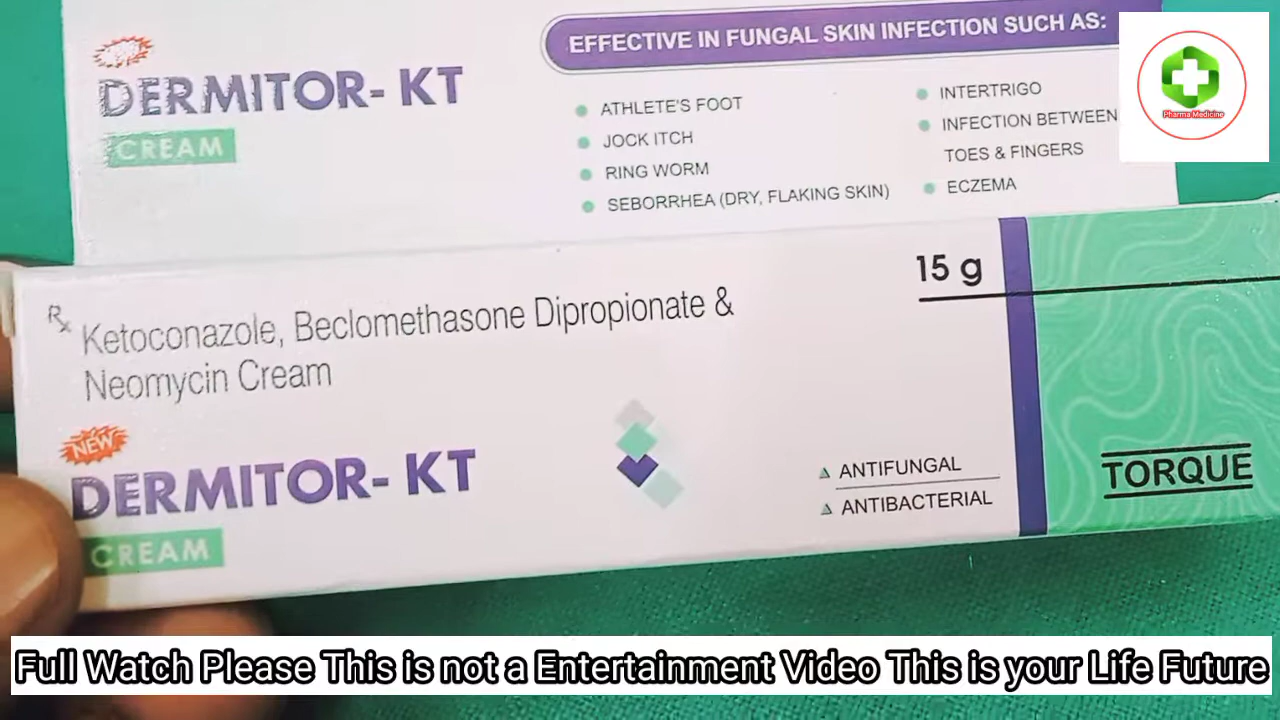 NEW
DERMITOR- KT
CREAM
EFFECTIVE IN FUNGAL SKIN INFECTION SUCH AS:
ATHLETE'S FOOT
JOCK ITCH
RING WORM
SEBORRHEA (DRY, FLAKING SKIN)
INTERTRIGO
INFECTION BETWEEN
TOES & FINGERS
ECZEMA
Pharma Medicine
Rx Ketoconazole, Beclomethasone Dipropionate &
Neomycin Cream
15 g
NEW
DERMITOR- KT
CREAM
ANTIFUNGAL
ANTIBACTERIAL
TORQUE
Full Watch Please This is not a Entertainment Video This is your Life Future